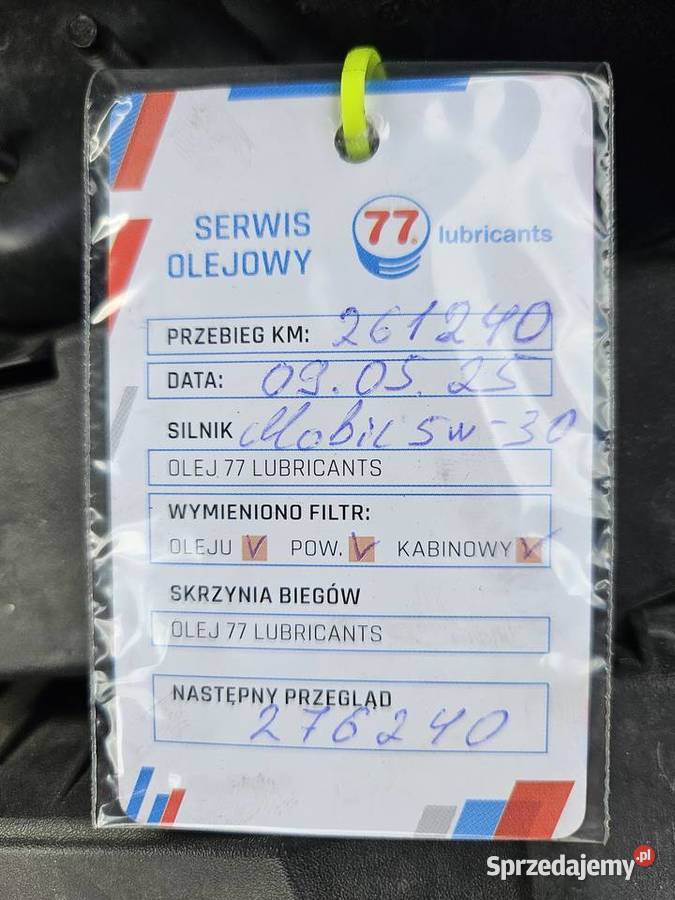 SERWIS
OLEJOWY
77
lubricants
PRZEBIEG KM: 261240
DATA: 09.05.25
SILNIK Mobil 5w-30
OLEJ 77 LUBRICANTS
WYMIENIONO FILTR:
OLEJU V POW. V KABINOWY V
SKRZYNIA BIEGÓW
OLEJ 77 LUBRICANTS
NASTĘPNY PRZEGLĄD
276240
Sprzedajemy.pl